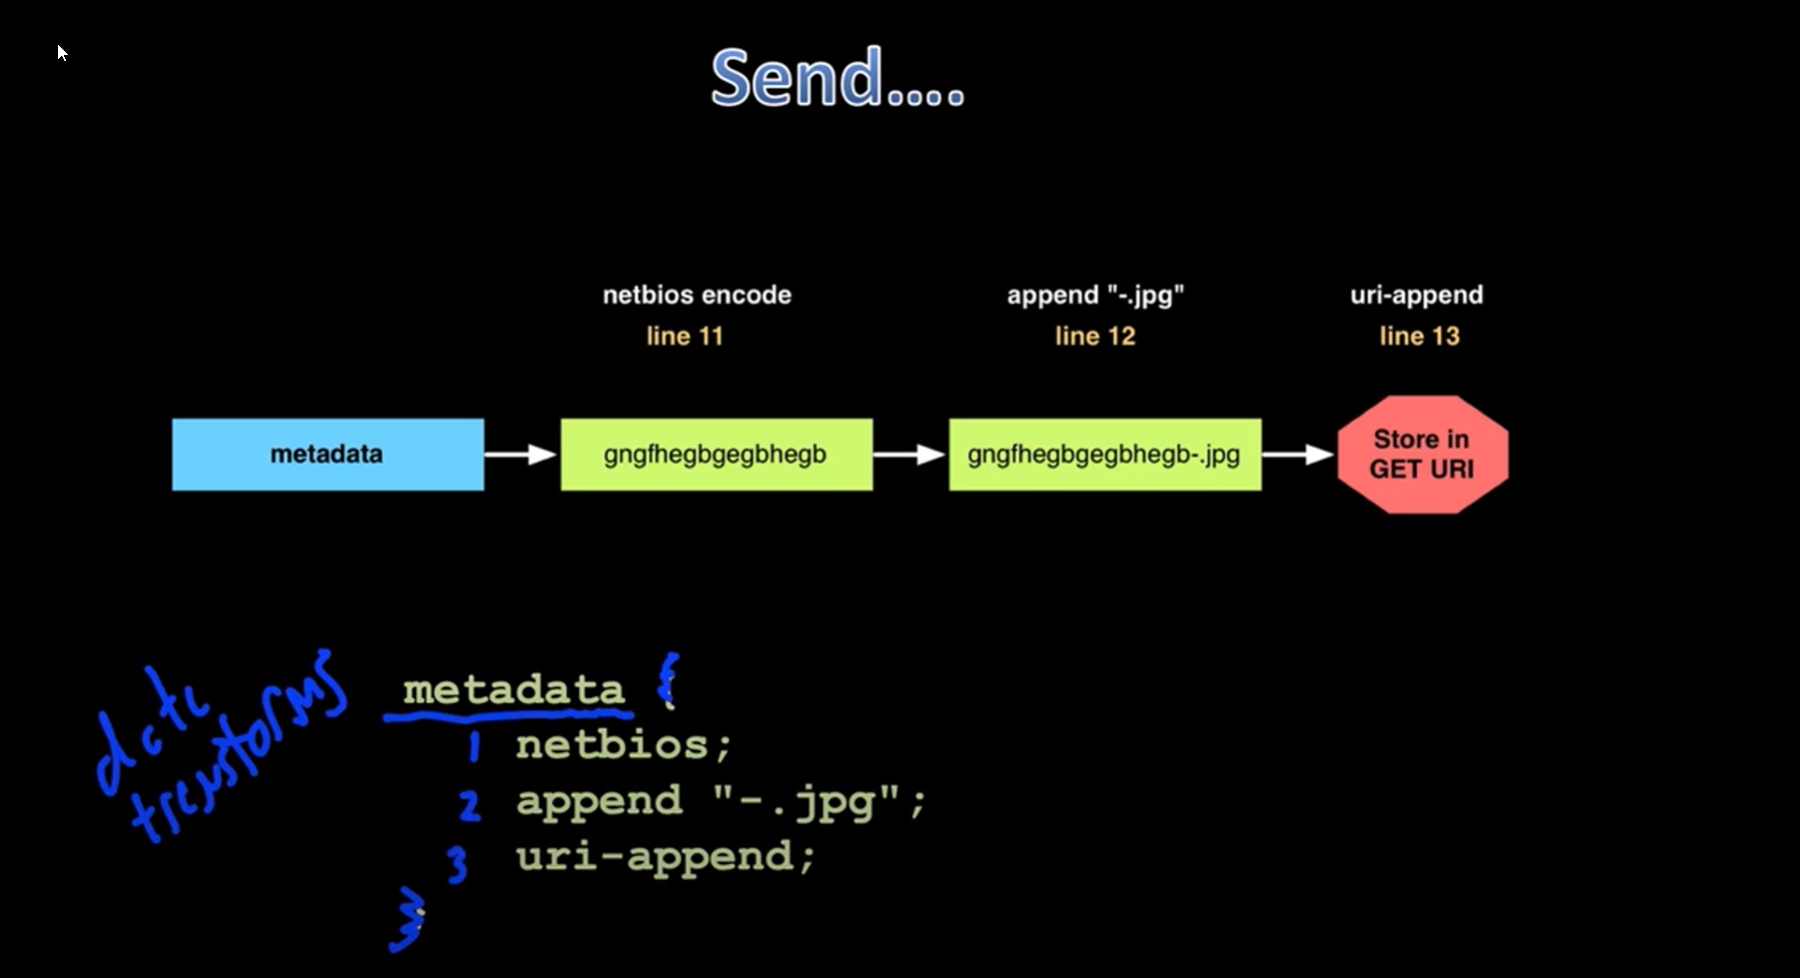 Send....
netbios encode
line 11
append "-.jpg"
line 12
uri-append
line 13
metadata
gngfhegbgegbhegb
gngfhegbgegbhegb-.jpg
Store in
GET URI
data
transforms
metadata {
1 netbios;
2 append "-.jpg";
3 uri-append;
}